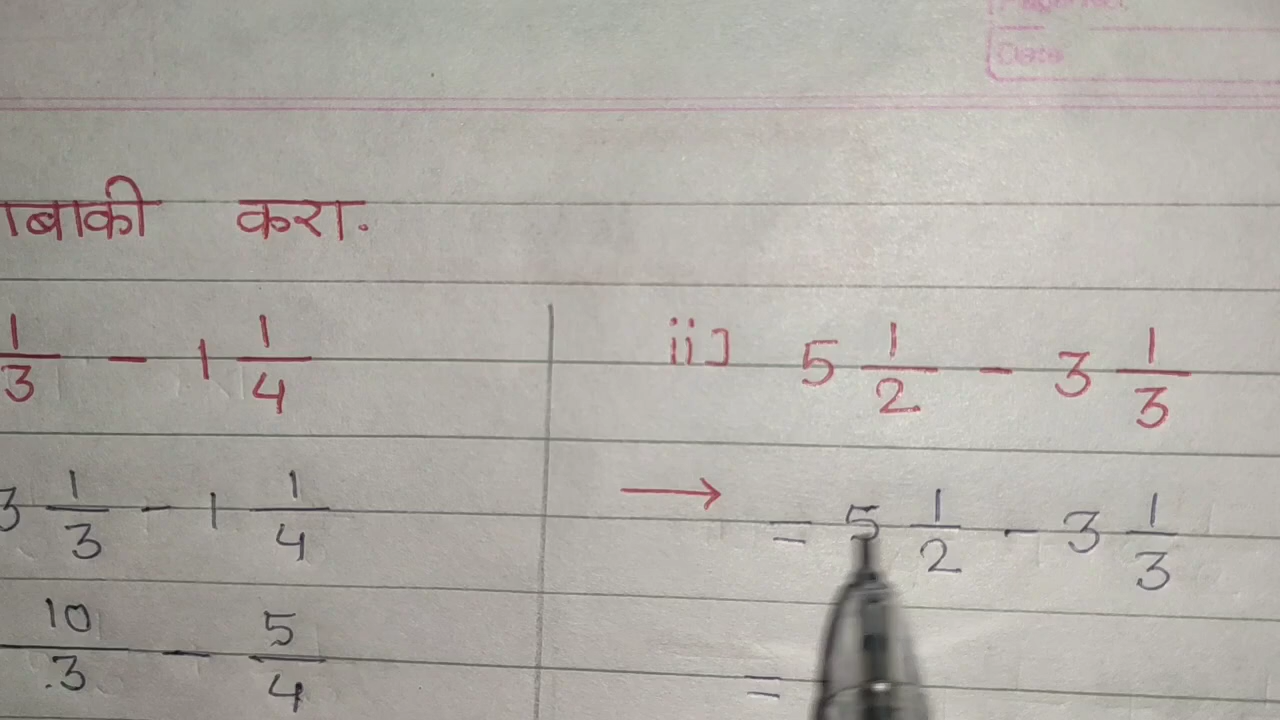 Date
ाबाकी करा.
1/3 - 1 1/4
ii] 5 1/2 - 3 1/3
3 1/3 - 1 1/4
→ = 5 1/2 - 3 1/3
10/3 - 5/4
=